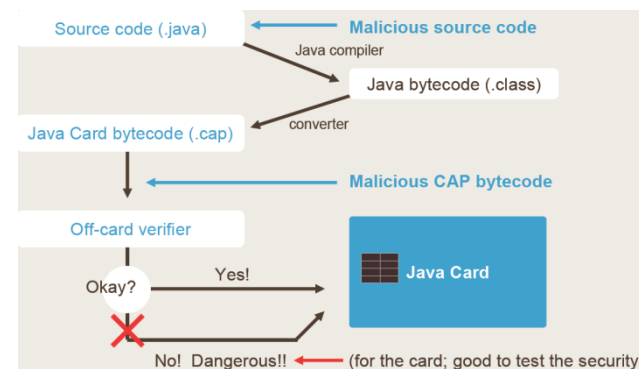 Source code (.java)
Malicious source code
Java compiler
Java bytecode (.class)
converter
Java Card bytecode (.cap)
Malicious CAP bytecode
Off-card verifier
Okay?
Yes!
Java Card
No! Dangerous!! (for the card; good to test the security